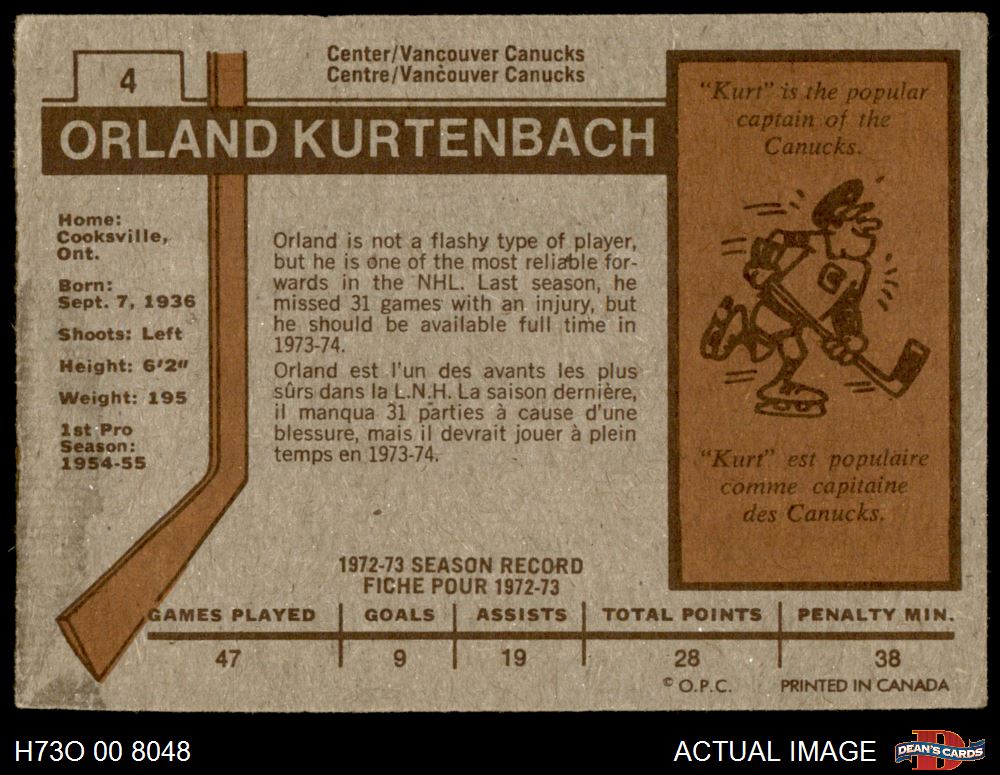 4
Center/Vancouver Canucks
Centre/Vancouver Canucks
ORLAND KURTENBACH
Home:
Cooksville,
Ont.
Born:
Sept. 7, 1936
Shoots: Left
Height: 6'2"
Weight: 195
1st Pro
Season:
1954-55
Orland is not a flashy type of player,
but he is one of the most reliable for-
wards in the NHL. Last season, he
missed 31 games with an injury, but
he should be available full time in
1973-74.
Orland est l'un des avants les plus
sûrs dans la L.N.H. La saison dernière,
il manqua 31 parties à cause d'une
blessure, mais il devrait jouer à plein
temps en 1973-74.
"Kurt" is the popular
captain of the
Canucks.
"Kurt" est populaire
comme capitaine
des Canucks.
1972-73 SEASON RECORD
FICHE POUR 1972-73
GAMES PLAYED GOALS ASSISTS TOTAL POINTS PENALTY MIN.
47 9 19 28 38
© O.P.C. PRINTED IN CANADA
H73O 00 8048
ACTUAL IMAGE
D
DEAN'S CARDS